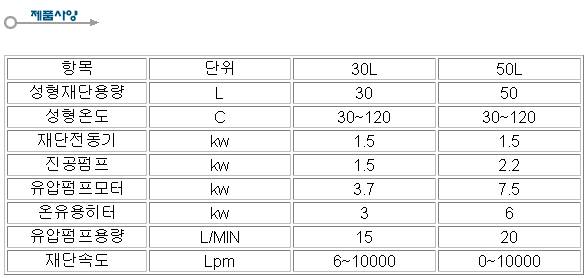 제품사양
항목 단위 30L 50L
성형재단용량 L 30 50
성형온도 C 30~120 30~120
재단전동기 kw 1.5 1.5
진공펌프 kw 1.5 2.2
유압펌프모터 kw 3.7 7.5
온유용히터 kw 3 6
유압펌프용량 L/MIN 15 20
재단속도 Lpm 6~10000 0~10000